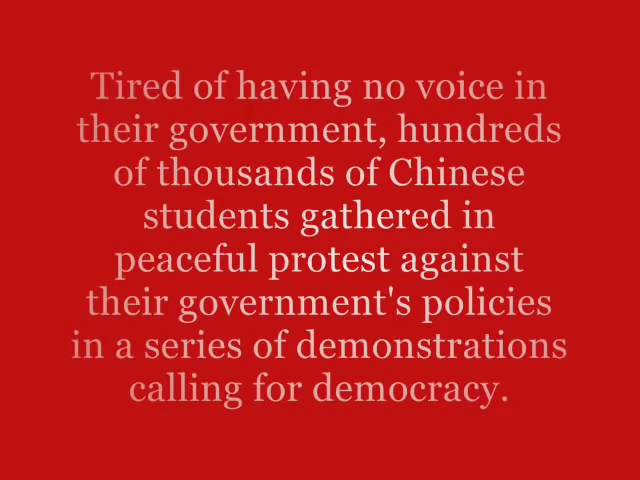 Tired of having no voice in
their government, hundreds
of thousands of Chinese
students gathered in
peaceful protest against
their government's policies
in a series of demonstrations
calling for democracy.